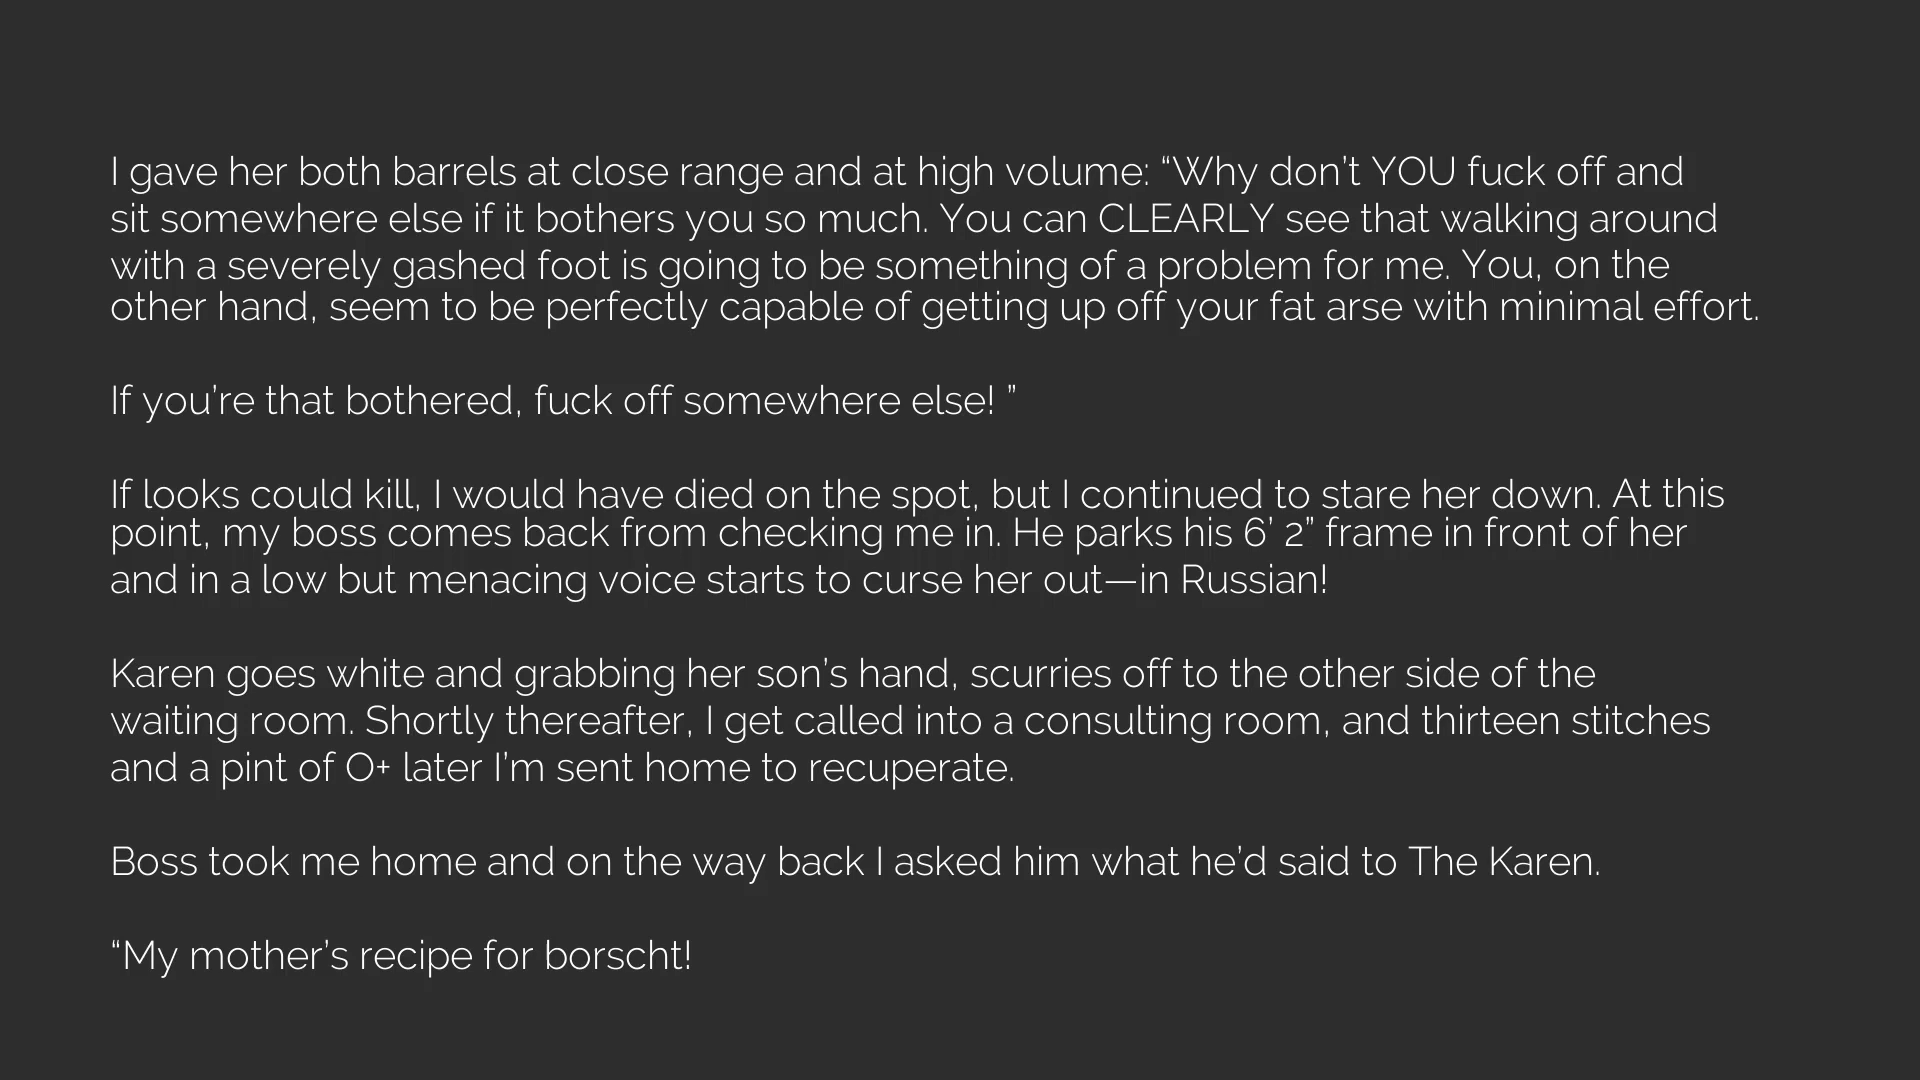 I gave her both barrels at close range and at high volume: “Why don’t YOU fuck off and
sit somewhere else if it bothers you so much. You can CLEARLY see that walking around
with a severely gashed foot is going to be something of a problem for me. You, on the
other hand, seem to be perfectly capable of getting up off your fat arse with minimal effort.
If you’re that bothered, fuck off somewhere else! ”
If looks could kill, I would have died on the spot, but I continued to stare her down. At this
point, my boss comes back from checking me in. He parks his 6’ 2” frame in front of her
and in a low but menacing voice starts to curse her out—in Russian!
Karen goes white and grabbing her son’s hand, scurries off to the other side of the
waiting room. Shortly thereafter, I get called into a consulting room, and thirteen stitches
and a pint of O+ later I’m sent home to recuperate.
Boss took me home and on the way back I asked him what he’d said to The Karen.
“My mother’s recipe for borscht!